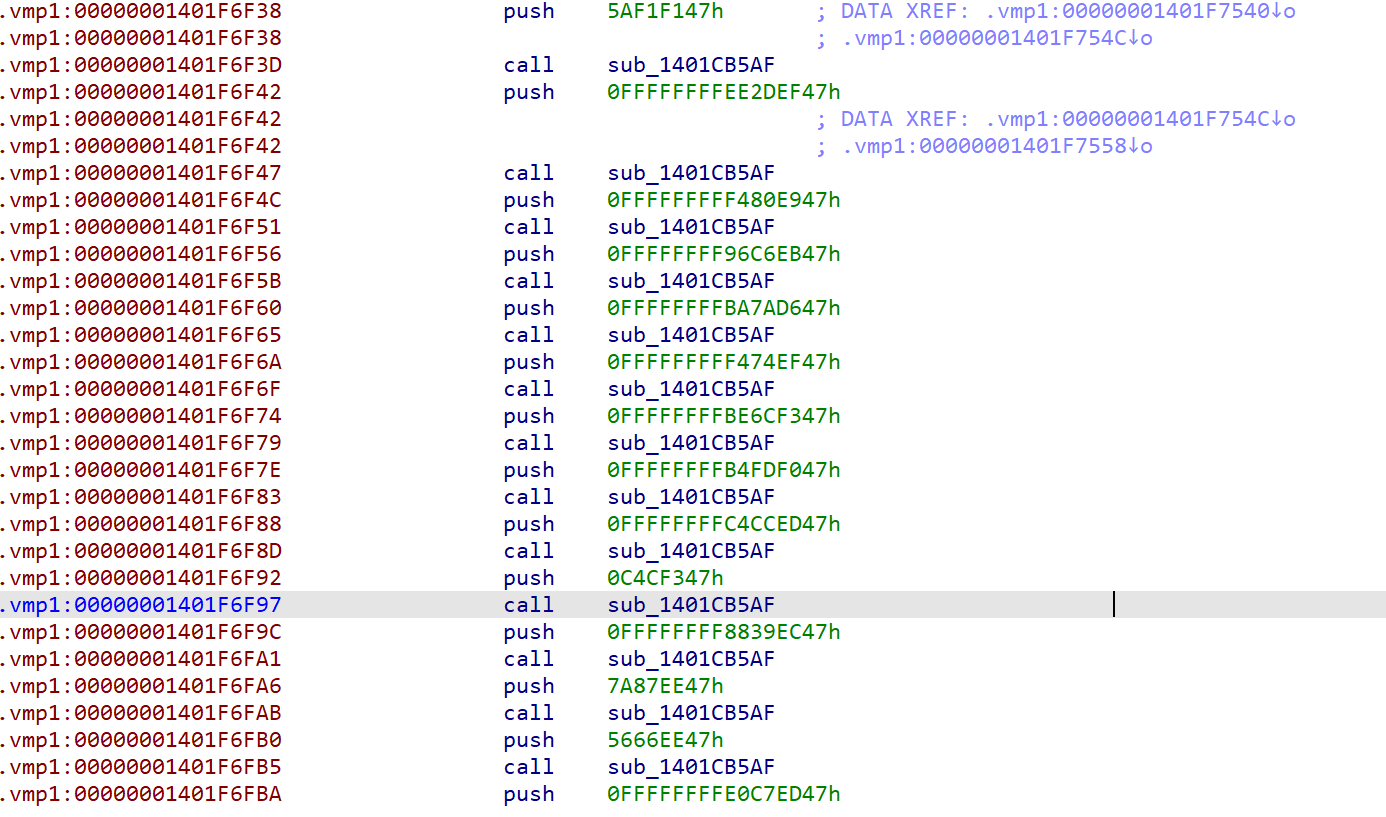 .vmp1:00000001401F6F38 push 5AF1F147h ; DATA XREF: .vmp1:00000001401F7540↓o
.vmp1:00000001401F6F38 ; .vmp1:00000001401F754C↓o
.vmp1:00000001401F6F3D call sub_1401CB5AF
.vmp1:00000001401F6F42 push 0FFFFFFFFEE2DEF47h
.vmp1:00000001401F6F42 ; DATA XREF: .vmp1:00000001401F754C↓o
.vmp1:00000001401F6F42 ; .vmp1:00000001401F7558↓o
.vmp1:00000001401F6F47 call sub_1401CB5AF
.vmp1:00000001401F6F4C push 0FFFFFFFFF480E947h
.vmp1:00000001401F6F51 call sub_1401CB5AF
.vmp1:00000001401F6F56 push 0FFFFFFFF96C6EB47h
.vmp1:00000001401F6F5B call sub_1401CB5AF
.vmp1:00000001401F6F60 push 0FFFFFFFFBA7AD647h
.vmp1:00000001401F6F65 call sub_1401CB5AF
.vmp1:00000001401F6F6A push 0FFFFFFFFF474EF47h
.vmp1:00000001401F6F6F call sub_1401CB5AF
.vmp1:00000001401F6F74 push 0FFFFFFFFBE6CF347h
.vmp1:00000001401F6F79 call sub_1401CB5AF
.vmp1:00000001401F6F7E push 0FFFFFFFFB4FDF047h
.vmp1:00000001401F6F83 call sub_1401CB5AF
.vmp1:00000001401F6F88 push 0FFFFFFFFC4CCED47h
.vmp1:00000001401F6F8D call sub_1401CB5AF
.vmp1:00000001401F6F92 push 0C4CF347h
.vmp1:00000001401F6F97 call sub_1401CB5AF
.vmp1:00000001401F6F9C push 0FFFFFFFF8839EC47h
.vmp1:00000001401F6FA1 call sub_1401CB5AF
.vmp1:00000001401F6FA6 push 7A87EE47h
.vmp1:00000001401F6FAB call sub_1401CB5AF
.vmp1:00000001401F6FB0 push 5666EE47h
.vmp1:00000001401F6FB5 call sub_1401CB5AF
.vmp1:00000001401F6FBA push 0FFFFFFFFE0C7ED47h